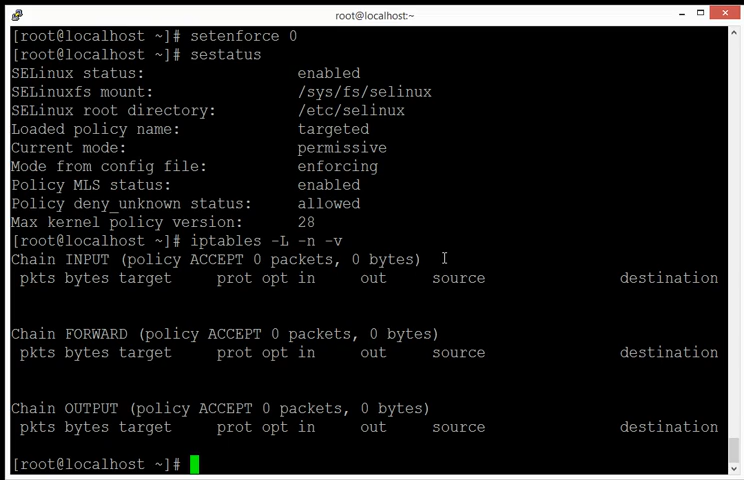 root@localhost:~
[root@localhost ~]# setenforce 0
[root@localhost ~]# sestatus
SELinux status:                 enabled
SELinuxfs mount:                /sys/fs/selinux
SELinux root directory:         /etc/selinux
Loaded policy name:             targeted
Current mode:                   permissive
Mode from config file:          enforcing
Policy MLS status:              enabled
Policy deny_unknown status:     allowed
Max kernel policy version:      28
[root@localhost ~]# iptables -L -n -v
Chain INPUT (policy ACCEPT 0 packets, 0 bytes)
 pkts bytes target     prot opt in     out     source               destination
Chain FORWARD (policy ACCEPT 0 packets, 0 bytes)
 pkts bytes target     prot opt in     out     source               destination
Chain OUTPUT (policy ACCEPT 0 packets, 0 bytes)
 pkts bytes target     prot opt in     out     source               destination
[root@localhost ~]#